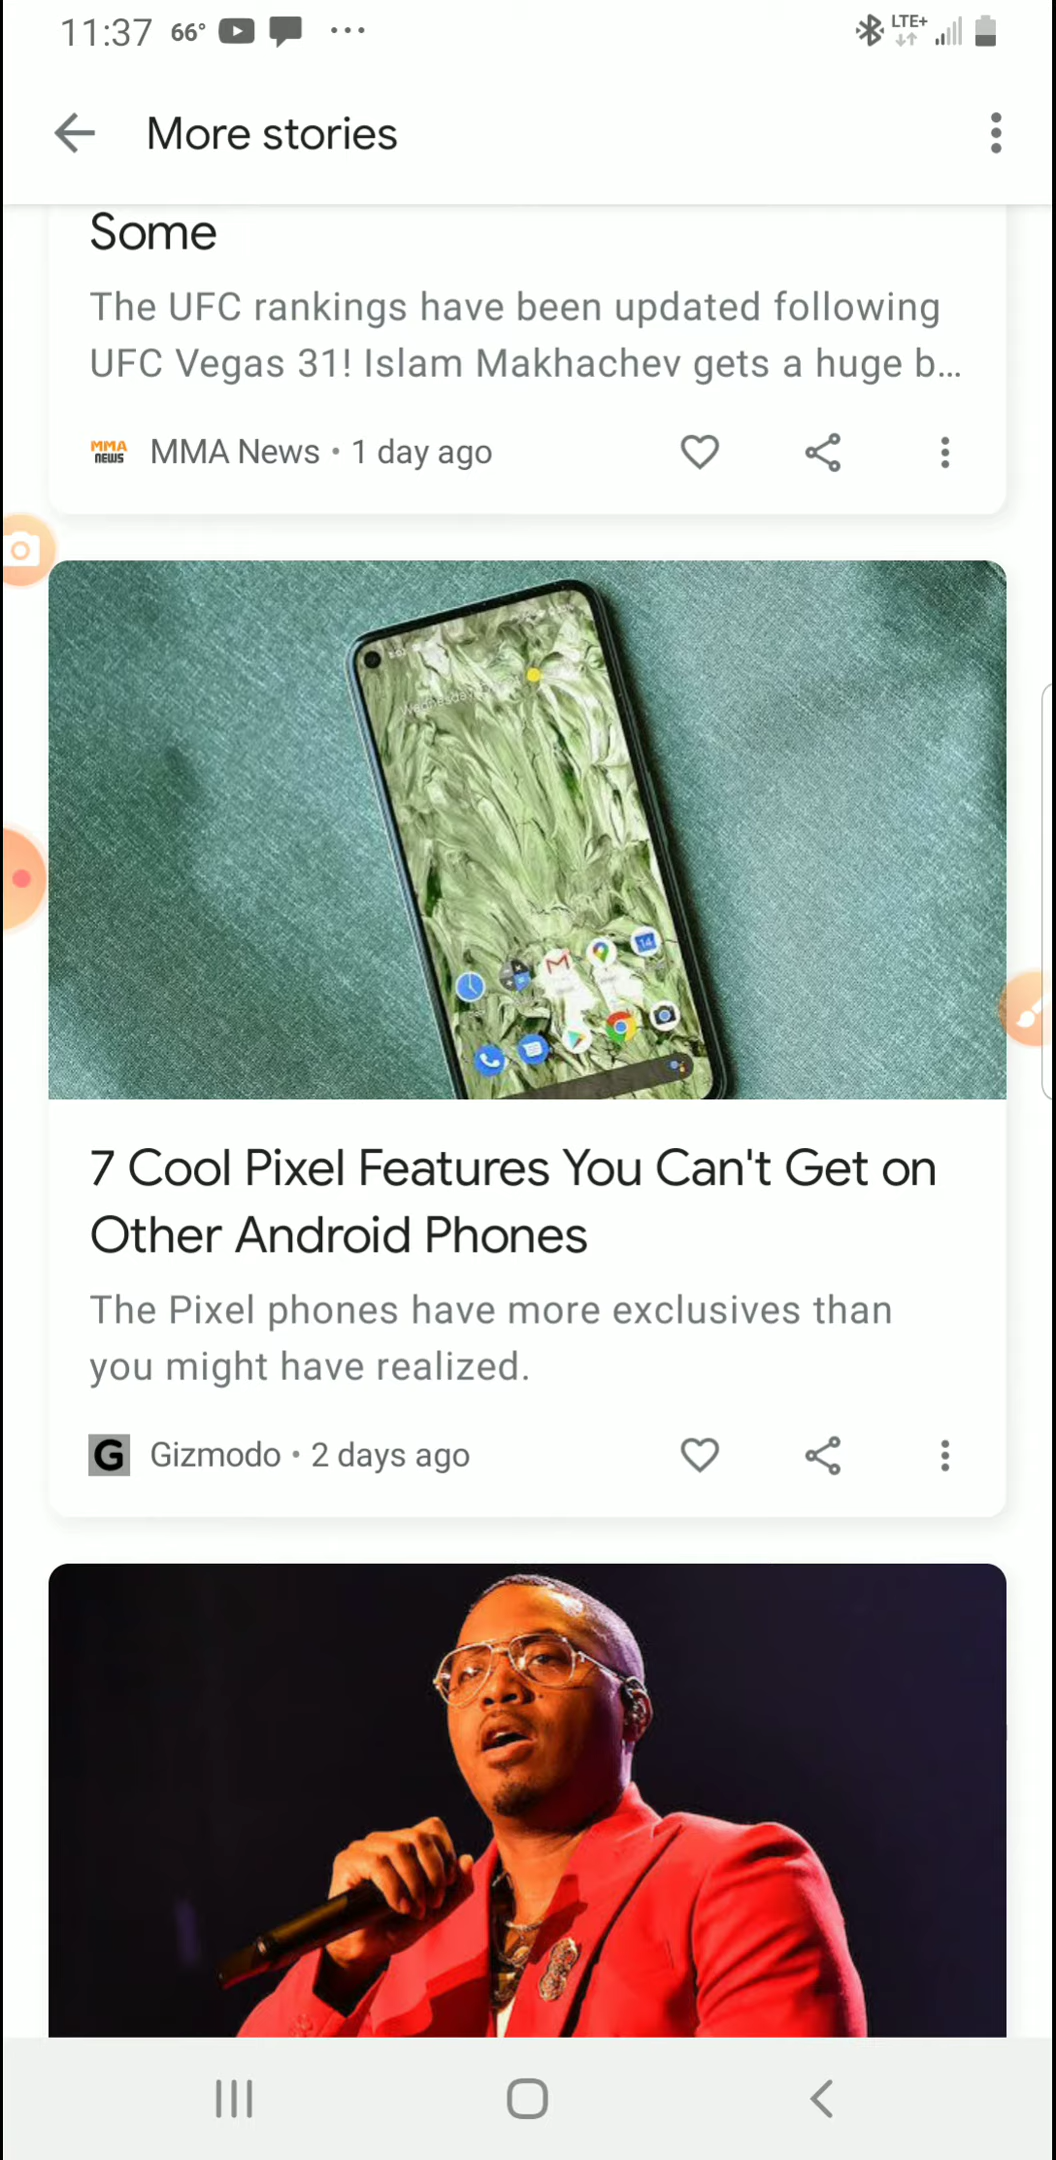 11:37 66°
LTE+
More stories
Some
The UFC rankings have been updated following
UFC Vegas 31! Islam Makhachev gets a huge b...
MMA NEWS MMA News • 1 day ago
14
7 Cool Pixel Features You Can't Get on
Other Android Phones
The Pixel phones have more exclusives than
you might have realized.
G Gizmodo • 2 days ago